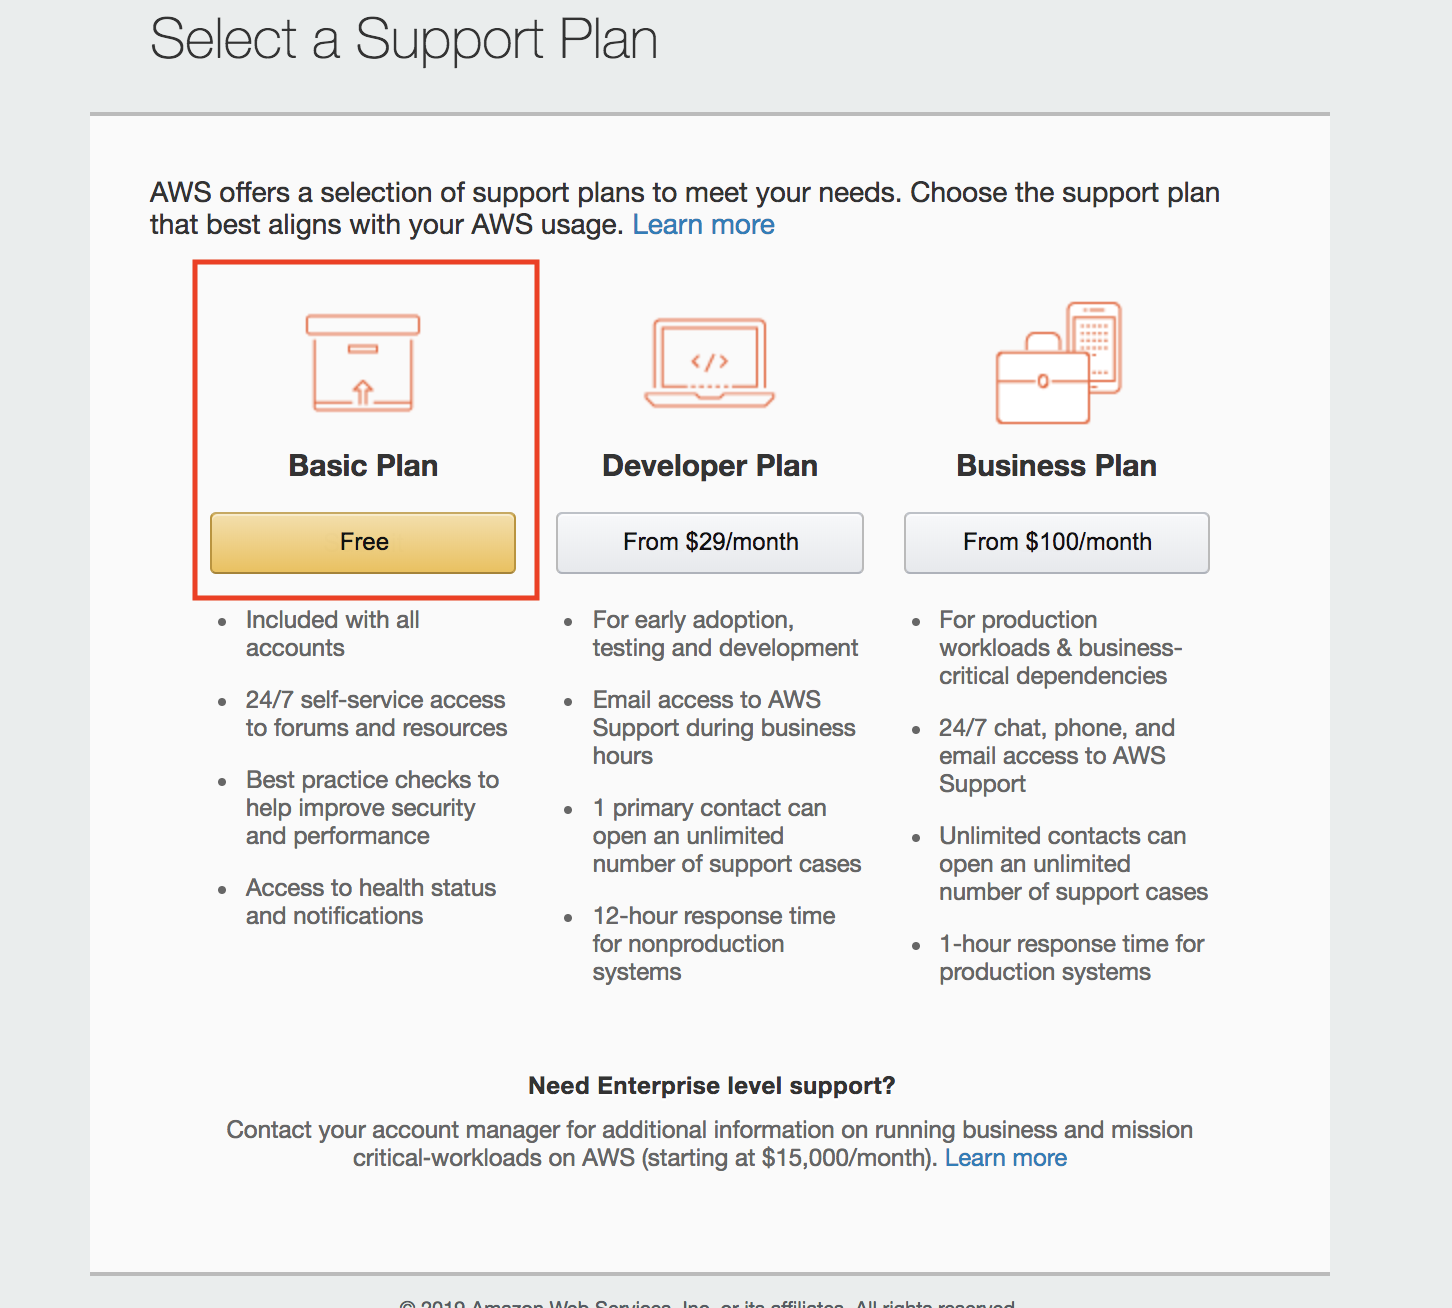 Select a Support Plan
AWS offers a selection of support plans to meet your needs. Choose the support plan
that best aligns with your AWS usage. Learn more
</>
Basic Plan
Free
Included with all
accounts
24/7 self-service access
to forums and resources
Best practice checks to
help improve security
and performance
Access to health status
and notifications
Developer Plan
From $29/month
For early adoption,
testing and development
Email access to AWS
Support during business
hours
1 primary contact can
open an unlimited
number of support cases
12-hour response time
for nonproduction
systems
Business Plan
From $100/month
For production
workloads & business-
critical dependencies
24/7 chat, phone, and
email access to AWS
Support
Unlimited contacts can
open an unlimited
number of support cases
1-hour response time for
production systems
Need Enterprise level support?
Contact your account manager for additional information on running business and mission
critical-workloads on AWS (starting at $15,000/month). Learn more
© 2019 Amazon Web Services, Inc. or its affiliates. All rights reserved.